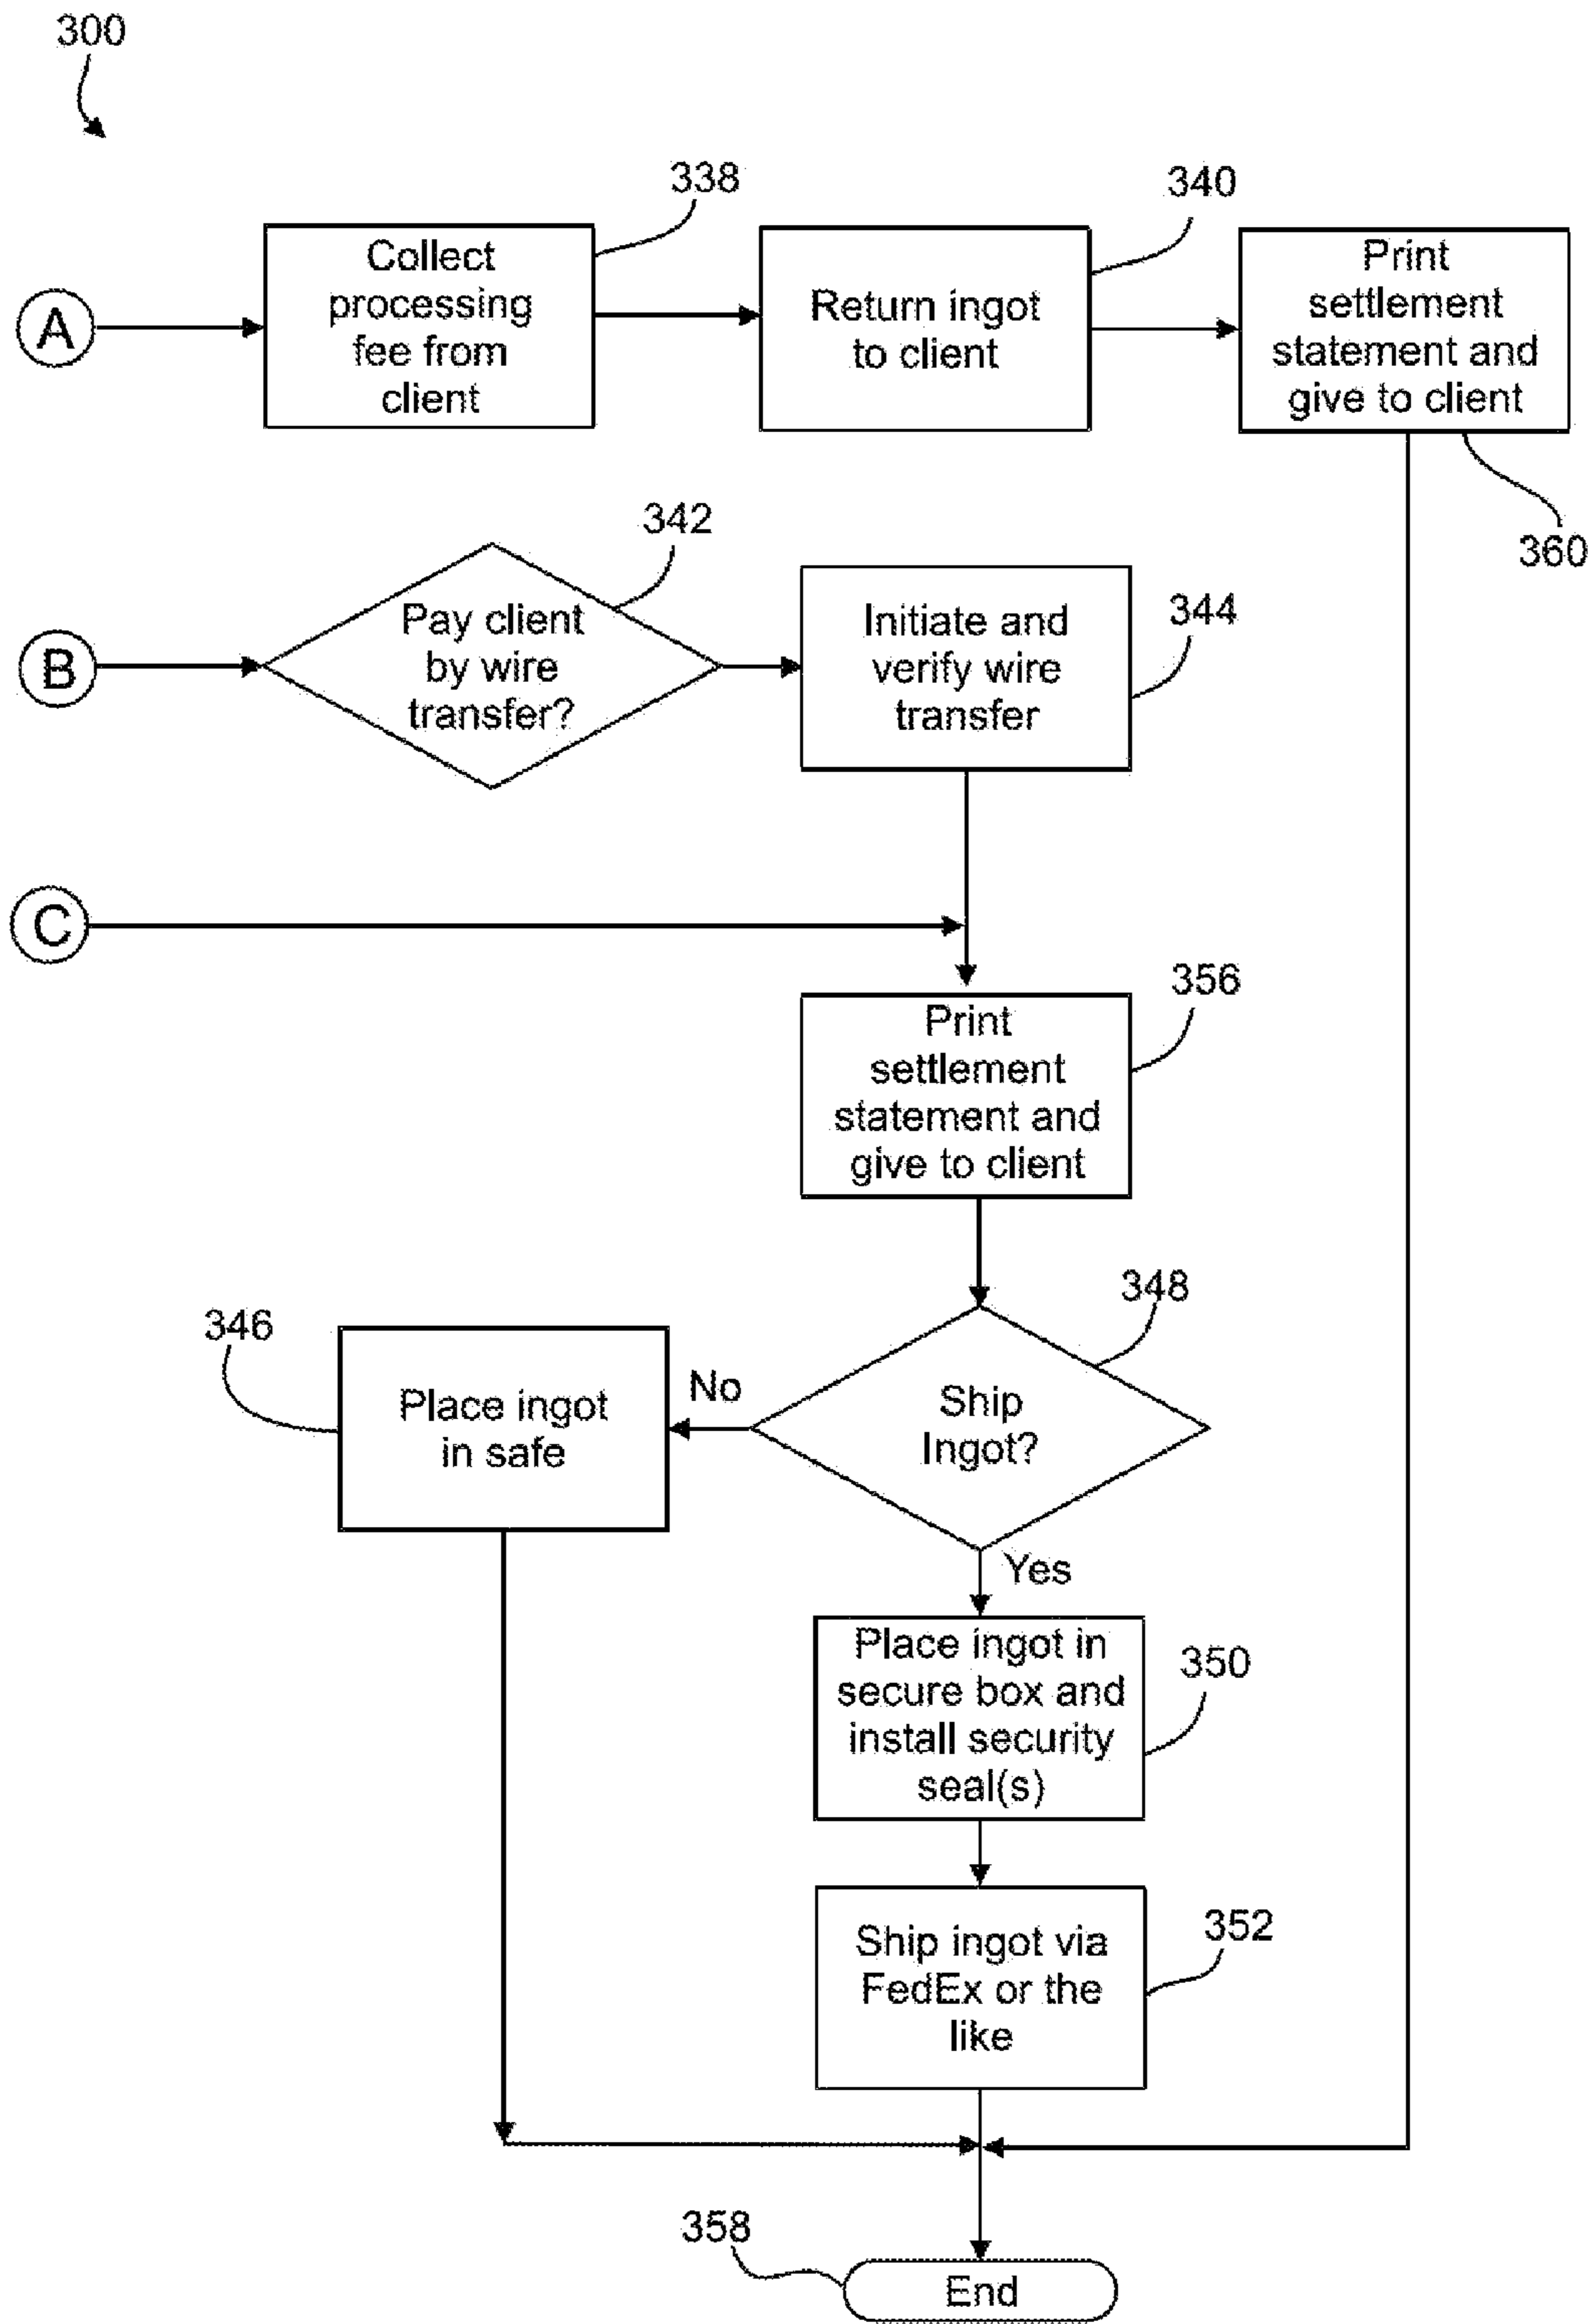 300
338
340
Collect
processing
fee from
client
Return ingot
to client
Print
settlement
statement and
give to client
A
360
342
Pay client
by wire
transfer?
Initiate and
verify wire
transfer
344
B
C
356
Print
settlement
statement and
give to client
348
346
Place ingot
in safe
No
Ship
Ingot?
Yes
Place ingot in
secure box and
install security
seal(s)
350
Ship ingot via
FedEx or the
like
352
358
End